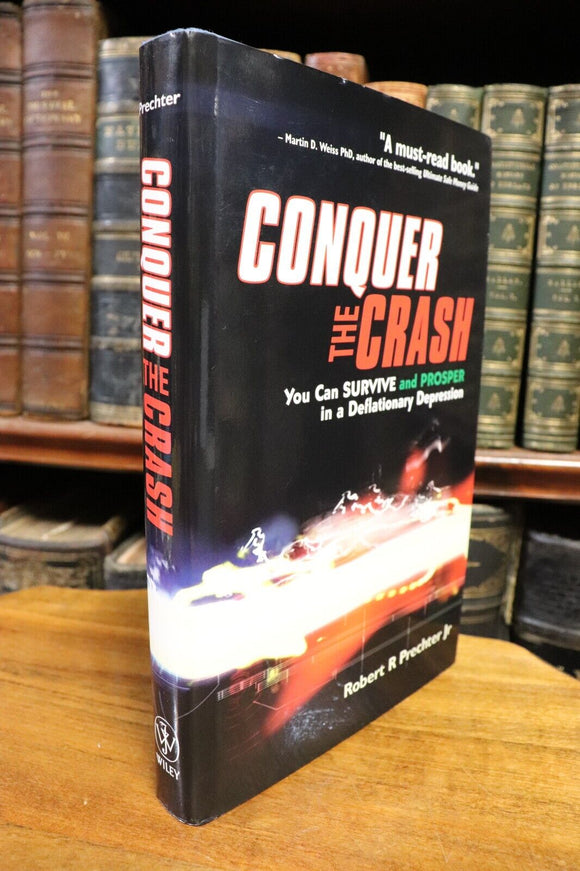 Prechter
CONQUER
THE CRASH
WILEY
"A must-read book."
– Martin D. Weiss PhD, author of the best-selling Ultimate Safe Money Guide
CONQUER
THE CRASH
You Can SURVIVE and PROSPER
in a Deflationary Depression
Robert R Prechter Jr